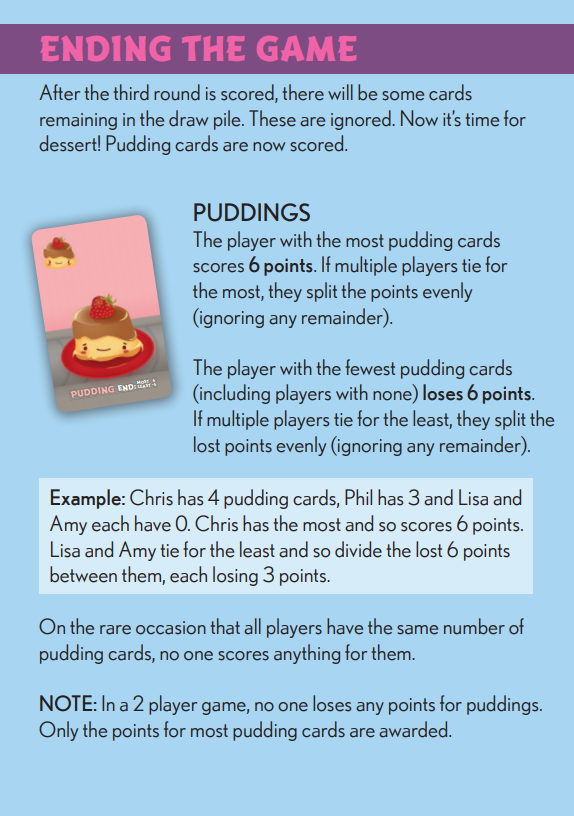 ENDING THE GAME
After the third round is scored, there will be some cards
remaining in the draw pile. These are ignored. Now it's time for
dessert! Pudding cards are now scored.
PUDDINGS
The player with the most pudding cards
scores 6 points. If multiple players tie for
the most, they split the points evenly
(ignoring any remainder).
The player with the fewest pudding cards
(including players with none) loses 6 points.
If multiple players tie for the least, they split the
lost points evenly (ignoring any remainder).
PUDDING END: MOST 6
LEAST -6
Example: Chris has 4 pudding cards, Phil has 3 and Lisa and
Amy each have 0. Chris has the most and so scores 6 points.
Lisa and Amy tie for the least and so divide the lost 6 points
between them, each losing 3 points.
On the rare occasion that all players have the same number of
pudding cards, no one scores anything for them.
NOTE: In a 2 player game, no one loses any points for puddings.
Only the points for most pudding cards are awarded.